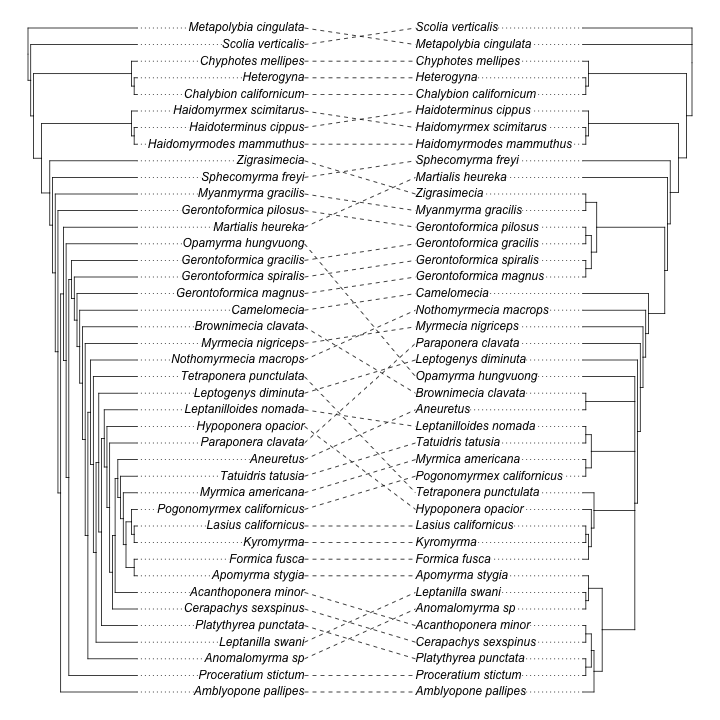 Metapolybia cingulata Scolia verticalis
Scolia verticalis Metapolybia cingulata
Chyphotes mellipes Chyphotes mellipes
Heterogyna Heterogyna
Chalybion californicum Chalybion californicum
Haidomyrmex scimitarus Haidoterminus cippus
Haidoterminus cippus Haidomyrmex scimitarus
Haidomyrmodes mammuthus Haidomyrmodes mammuthus
Zigrasimecia Sphecomyrma freyi
Sphecomyrma freyi Martialis heureka
Myanmyrma gracilis Zigrasimecia
Gerontoformica pilosus Myanmyrma gracilis
Martialis heureka Gerontoformica pilosus
Opamyrma hungvuong Gerontoformica gracilis
Gerontoformica gracilis Gerontoformica spiralis
Gerontoformica spiralis Gerontoformica magnus
Gerontoformica magnus Camelomecia
Camelomecia Nothomyrmecia macrops
Brownimecia clavata Myrmecia nigriceps
Myrmecia nigriceps Paraponera clavata
Nothomyrmecia macrops Leptogenys diminuta
Tetraponera punctulata Opamyrma hungvuong
Leptogenys diminuta Brownimecia clavata
Leptanilloides nomada Aneuretus
Hypoponera opacior Leptanilloides nomada
Paraponera clavata Tatuidris tatusia
Aneuretus Myrmica americana
Tatuidris tatusia Pogonomyrmex californicus
Myrmica americana Tetraponera punctulata
Pogonomyrmex californicus Hypoponera opacior
Lasius californicus Lasius californicus
Kyromyrma Kyromyrma
Formica fusca Formica fusca
Apomyrma stygia Apomyrma stygia
Acanthoponera minor Leptanilla swani
Cerapachys sexspinus Anomalomyrma sp
Platythyrea punctata Acanthoponera minor
Leptanilla swani Cerapachys sexspinus
Anomalomyrma sp Platythyrea punctata
Proceratium stictum Proceratium stictum
Amblyopone pallipes Amblyopone pallipes